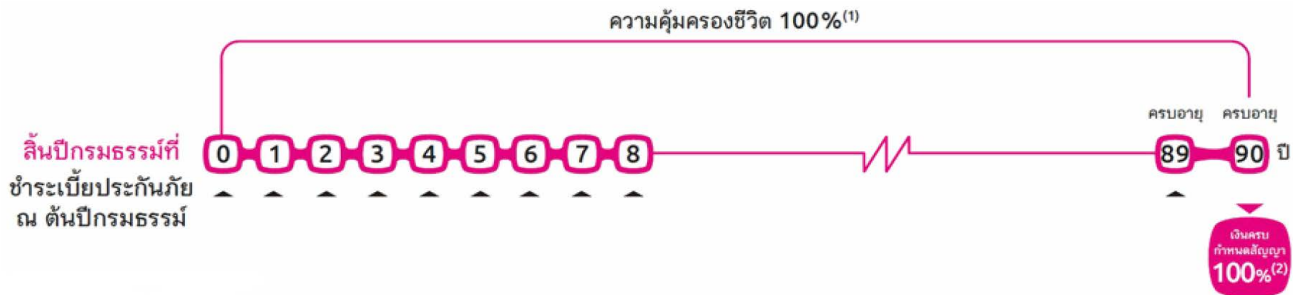 ความคุ้มครองชีวิต 100%(1)
ครบอายุ ครบอายุ
สิ้นปีกรมธรรม์ที่ 0 1 2 3 4 5 6 7 8 89 90 ปี
ชำระเบี้ยประกันภัย
ณ ต้นปีกรมธรรม์
เงินครบ
กำหนดสัญญา
100%(2)